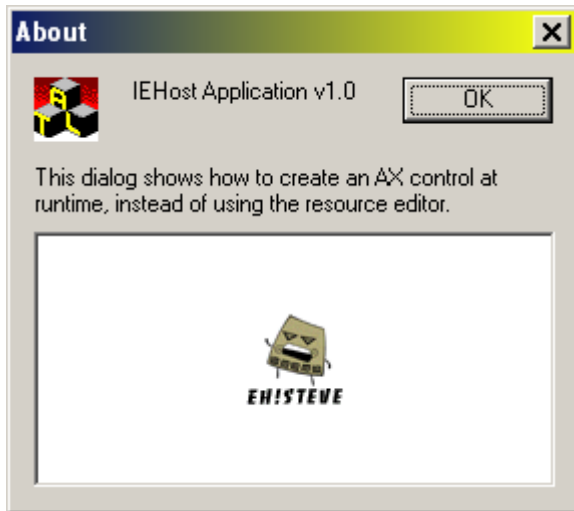 About
IEHost Application v1.0
OK
This dialog shows how to create an AX control at
runtime, instead of using the resource editor.
EH!STEVE